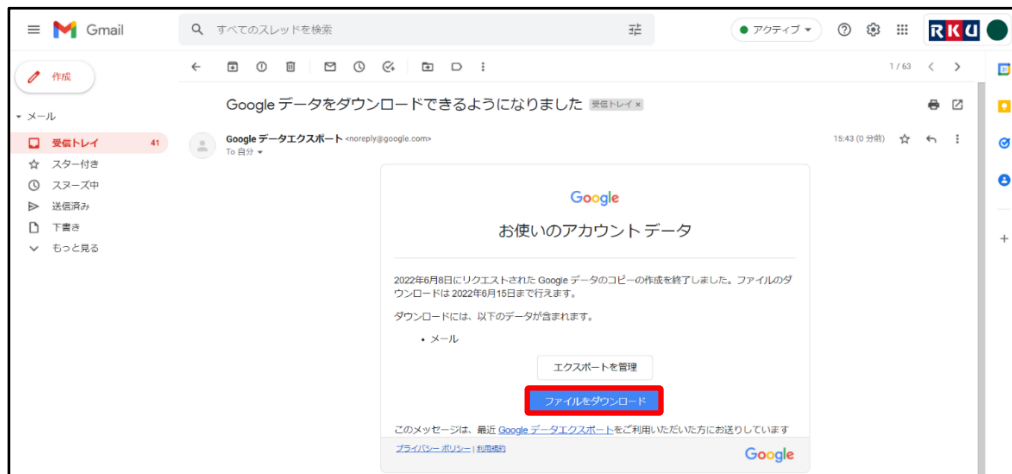 Gmail
すべてのスレッドを検索
アクティブ
RKU
作成
1 / 63
メール
受信トレイ 41
スター付き
スヌーズ中
送信済み
下書き
もっと見る
Google データをダウンロードできるようになりました 受信トレイ ×
Google データエクスポート <noreply@google.com>
To 自分
15:43 (0 分前)
Google
お使いのアカウント データ
2022年6月8日にリクエストされた Google データのコピーの作成を終了しました。ファイルのダ
ウンロードは 2022年6月15日まで行えます。
ダウンロードには、以下のデータが含まれます。
• メール
エクスポートを管理
ファイルをダウンロード
このメッセージは、最近 Google データエクスポートをご利用いただいた方にお送りしています
プライバシー ポリシー | 利用規約
Google